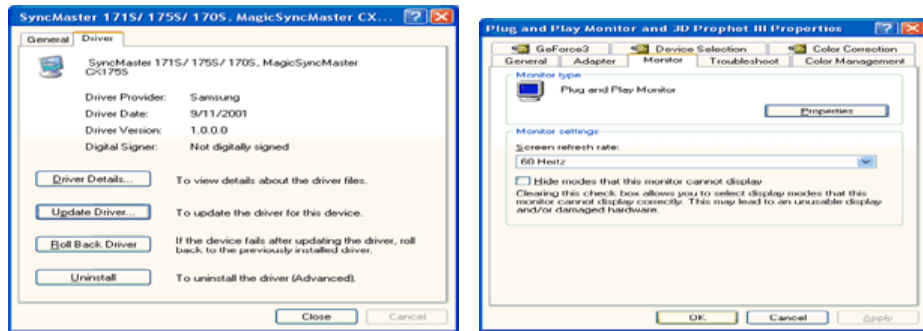 SyncMaster 171S/ 175S/ 170S, MagicSyncMaster CX...
General
Driver
SyncMaster 171S/ 175S/ 170S, MagicSyncMaster
CX175S
Driver Provider: Samsung
Driver Date: 9/11/2001
Driver Version: 1.0.0.0
Digital Signer: Not digitally signed
Driver Details...
To view details about the driver files.
Update Driver...
To update the driver for this device.
Roll Back Driver
If the device fails after updating the driver, roll
back to the previously installed driver.
Uninstall
To uninstall the driver (Advanced).
Close
Cancel
Plug and Play Monitor and 3D Prophet III Properties
GeForce3
Device Selection
Color Correction
General
Adapter
Monitor
Troubleshoot
Color Management
Monitor type
Plug and Play Monitor
Properties
Monitor settings
Screen refresh rate:
60 Hertz
Hide modes that this monitor cannot display
Clearing this check box allows you to select display modes that this
monitor cannot display correctly. This may lead to an unusable display
and/or damaged hardware.
OK
Cancel
Apply